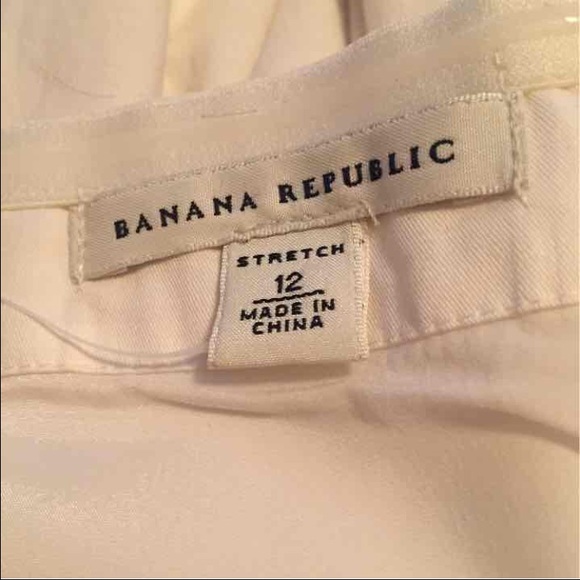 BANANA REPUBLIC
STRETCH
12
MADE IN
CHINA